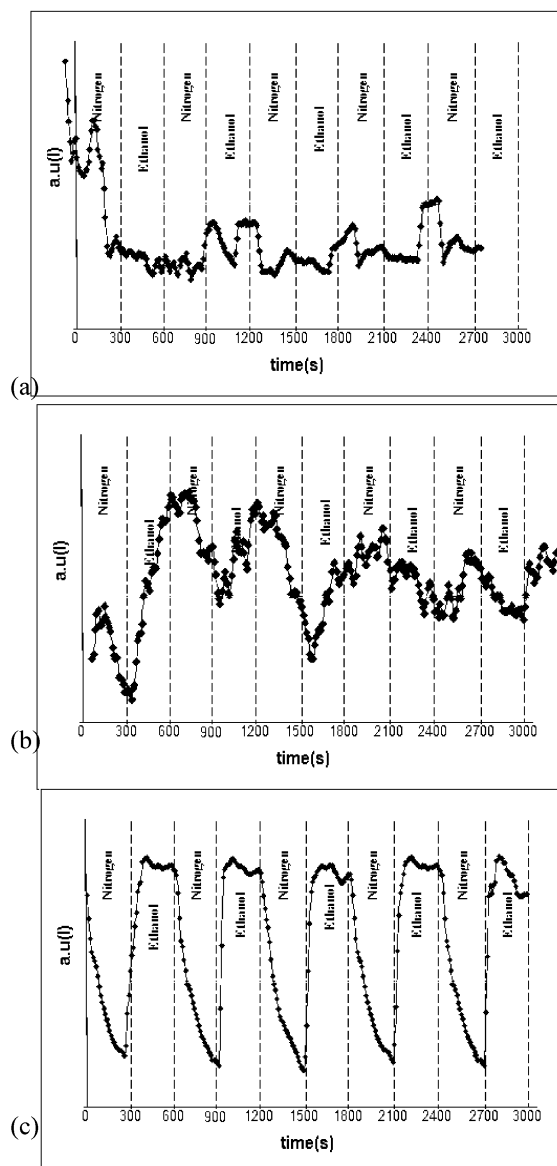 Nitrogen Ethanol Nitrogen Ethanol Nitrogen Ethanol Nitrogen Ethanol Nitrogen Ethanol
a.u(I)
0 300 600 900 1200 1500 1800 2100 2400 2700 3000
time(s)
(a)
Nitrogen Ethanol Nitrogen Ethanol Nitrogen Ethanol Nitrogen Ethanol Nitrogen Ethanol
a.u(I)
0 300 600 900 1200 1500 1800 2100 2400 2700 3000
time(s)
(b)
Nitrogen Ethanol Nitrogen Ethanol Nitrogen Ethanol Nitrogen Ethanol Nitrogen Ethanol
a.u(I)
0 300 600 900 1200 1500 1800 2100 2400 2700 3000
time(s)
(c)